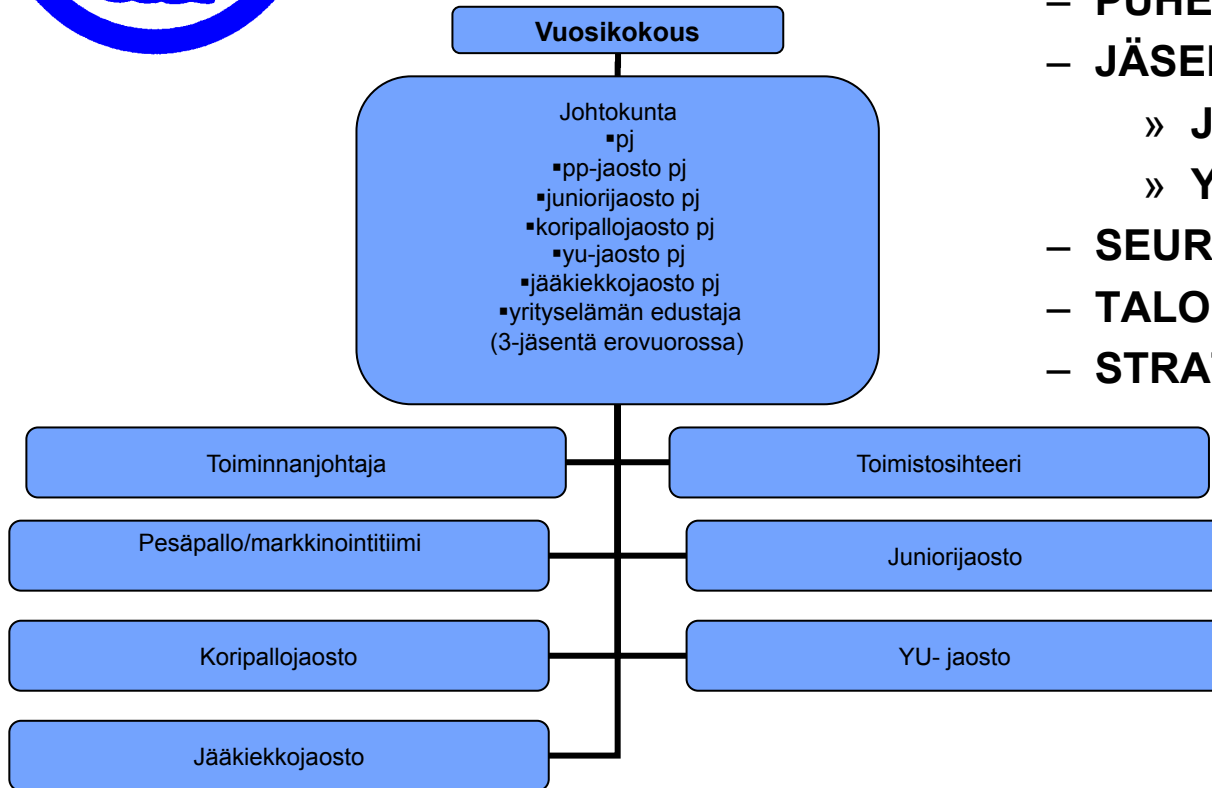 Vuosikokous
Johtokunta
▪pj
▪pp-jaosto pj
▪juniorijaosto pj
▪koripallojaosto pj
▪yu-jaosto pj
▪jääkiekkojaosto pj
▪yrityselämän edustaja
(3-jäsentä erovuorossa)
Toiminnanjohtaja
Toimistosihteeri
Pesäpallo/markkinointitiimi
Juniorijaosto
Koripallojaosto
YU- jaosto
Jääkiekkojaosto
–
– JÄSE
» J
» Y
– SEUR
– TALO
– STRA